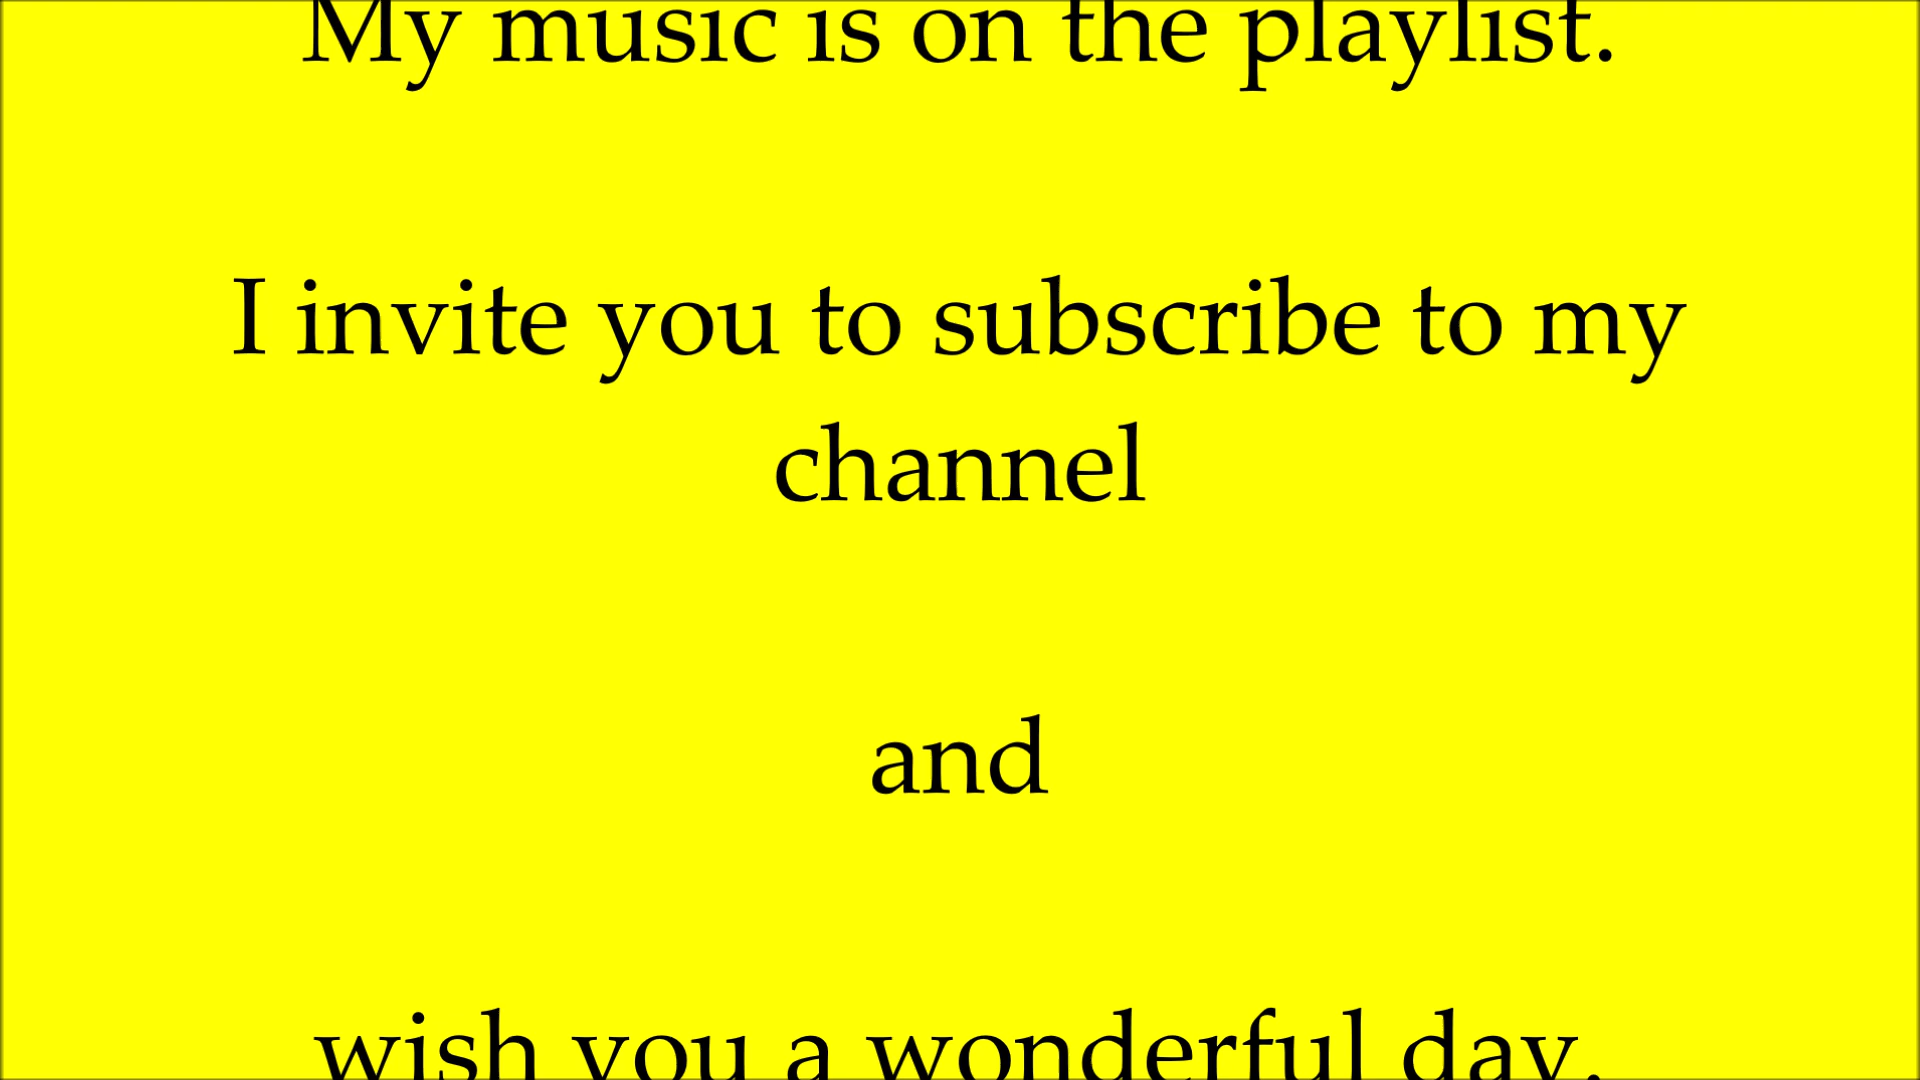 My music is on the playlist.
I invite you to subscribe to my
channel
and
wish you a wonderful day.